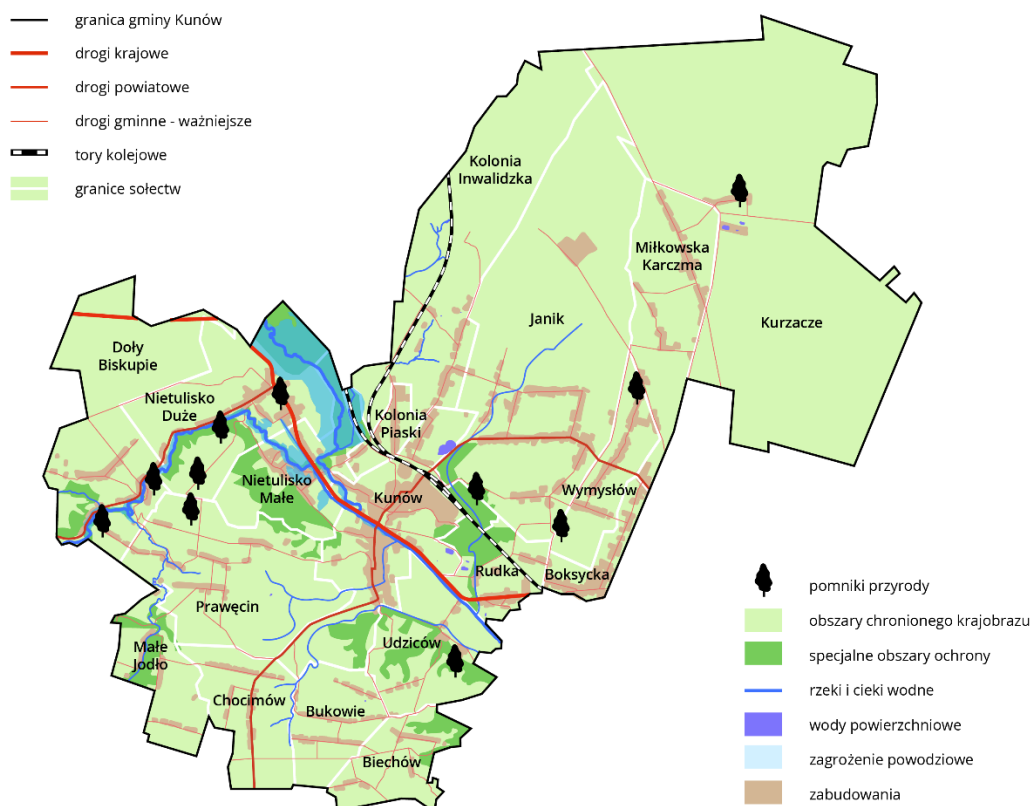 granica gminy Kunów
drogi krajowe
drogi powiatowe
drogi gminne - ważniejsze
tory kolejowe
granice sołectw
Kolonia
Inwalidzka
Miłkowska
Karczma
Janik
Kurzacze
Doły
Biskupie
Nietulisko
Duże
Kolonia
Piaski
Nietulisko
Małe
Kunów
Wymysłów
Rudka
Boksycka
Prawęcin
Udziców
Małe
Jodło
Chocimów
Bukowie
Biechów
pomniki przyrody
obszary chronionego krajobrazu
specjalne obszary ochrony
rzeki i cieki wodne
wody powierzchniowe
zagrożenie powodziowe
zabudowania